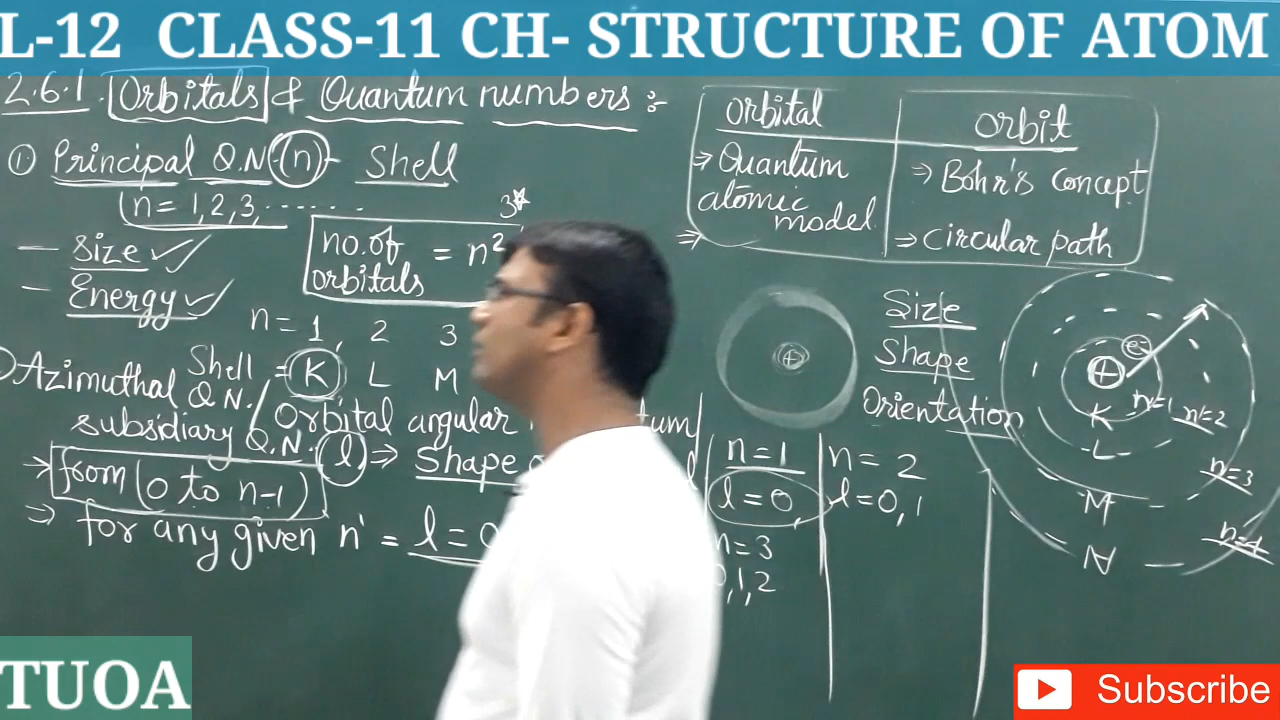 L-12 CLASS-11 CH- STRUCTURE OF ATOM
2.6.1. Orbitals & Quantum numbers :-
① Principal Q.N. (n) - Shell
n = 1,2,3,.......
- Size ✓
- Energy ✓
3
no. of orbitals = n²
n = 1, 2 3
Shell = K L M
Azimuthal Q.N. / Orbital angular
subsidiary Q.N. (l) ⇒ Shape
→ from (0 to n-1)
⇒ for any given n' = l = 0
n = 1
l = 0,
n = 2
l = 0, 1
n = 3
0, 1, 2
orbital
⇒ Quantum
atomic
model
⇒
orbit
⇒ Bohr's concept
⇒ Circular path
+
Size
Shape
Orientation
+
e-
n=1
n=2
n=3
n=4
K
L
M
N
TUOA
Subscribe